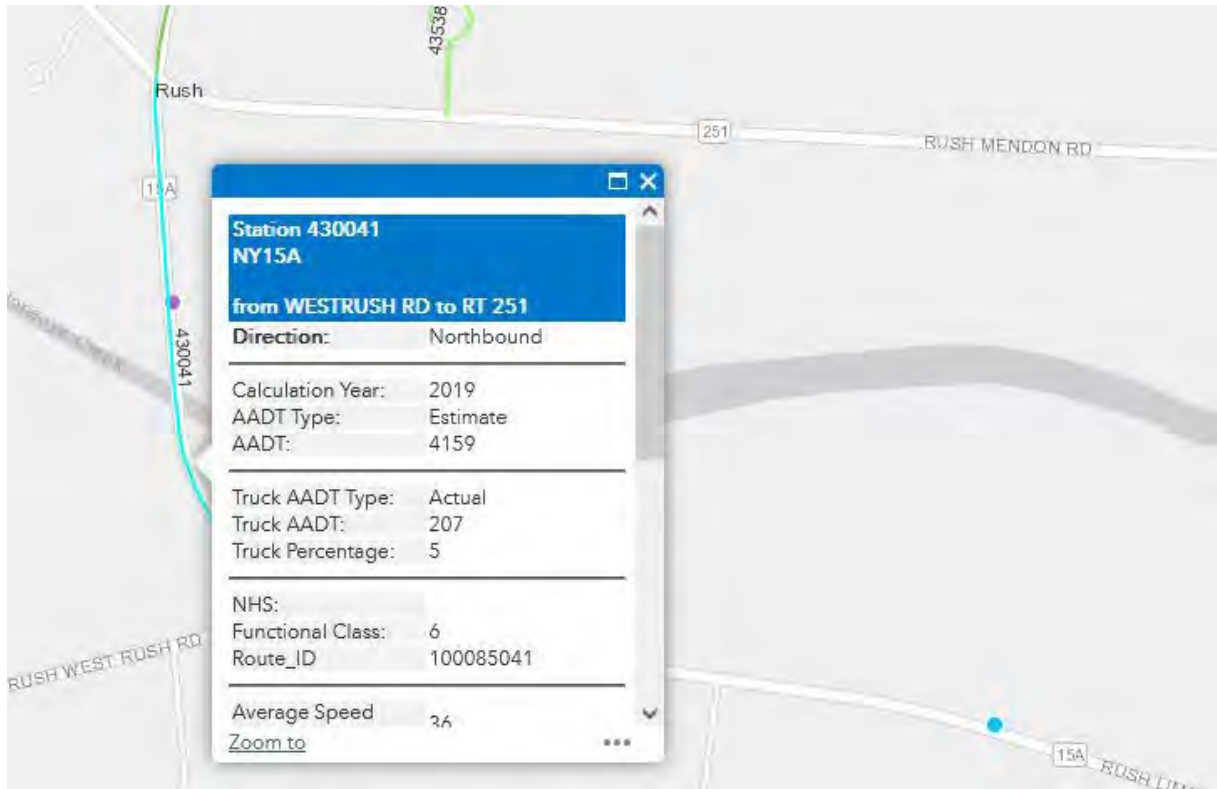 43538
Rush
251
RUSH MENDON RD
15A
Station 430041
NY15A
from WESTRUSH RD to RT 251
Direction: Northbound
430041
Calculation Year: 2019
AADT Type: Estimate
AADT: 4159
Truck AADT Type: Actual
Truck AADT: 207
Truck Percentage: 5
NHS:
Functional Class: 6
Route_ID 100085041
RUSH WEST RUSH RD
Average Speed 36
Zoom to
15A
RUSH